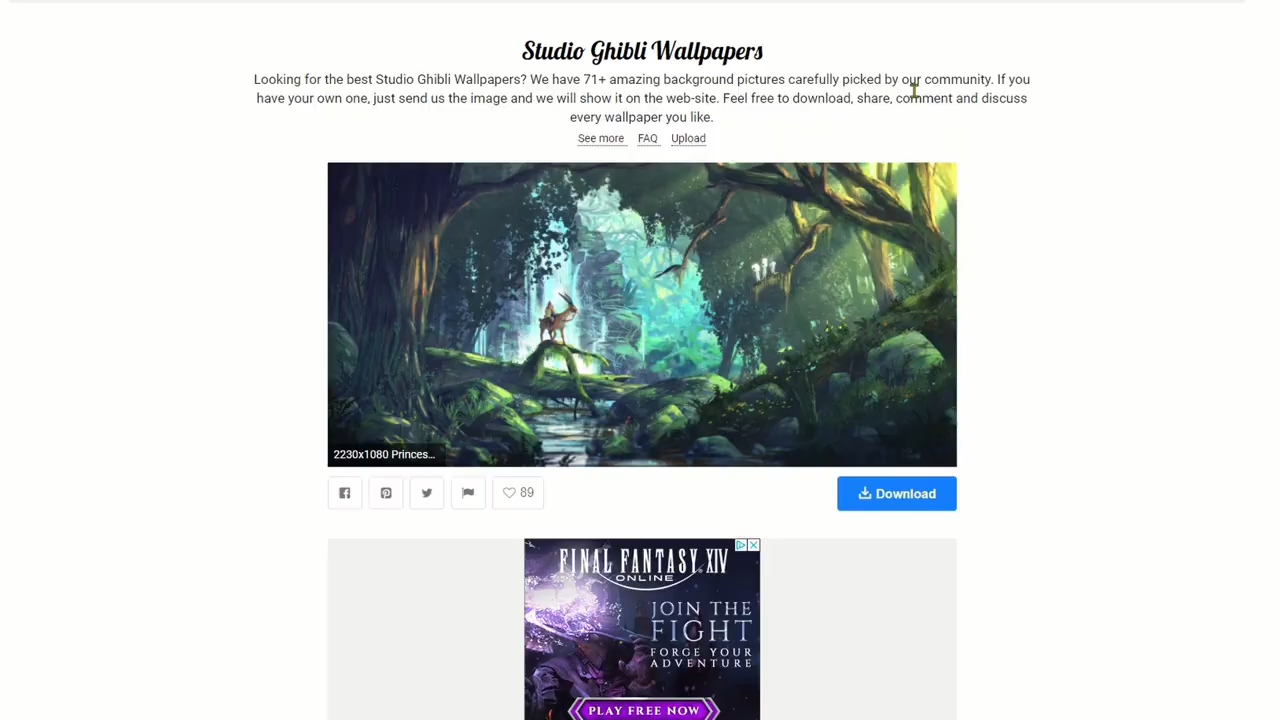 Studio Ghibli Wallpapers
Looking for the best Studio Ghibli Wallpapers? We have 71+ amazing background pictures carefully picked by our community. If you
have your own one, just send us the image and we will show it on the web-site. Feel free to download, share, comment and discuss
every wallpaper you like.
See more FAQ Upload
2230x1080 Princes...
89 Download
FINAL FANTASY XIV
ONLINE
JOIN THE
FIGHT
FORGE YOUR
ADVENTURE
PLAY FREE NOW